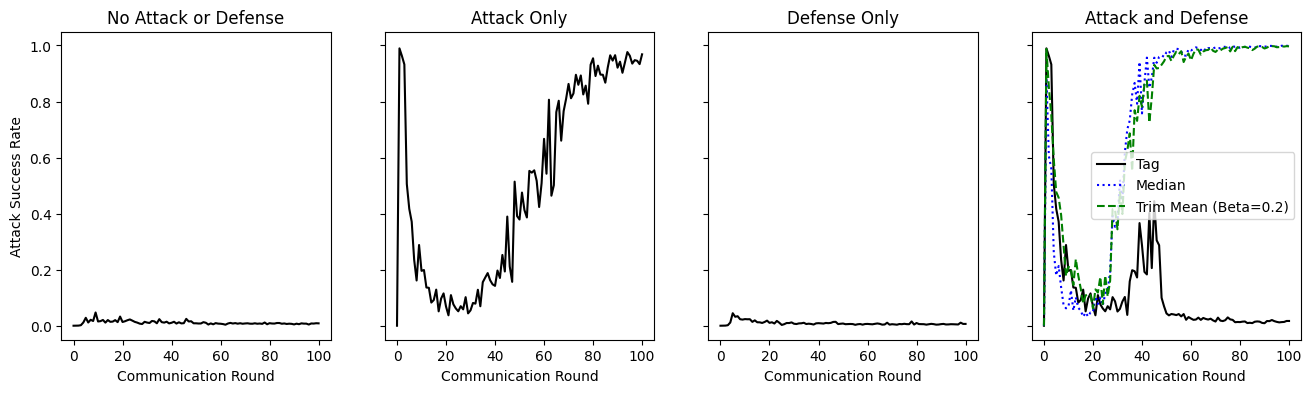 No Attack or Defense
Attack Only
Defense Only
Attack and Defense
Attack Success Rate
1.0
0.8
0.6
0.4
0.2
0.0
Tag
Median
Trim Mean (Beta=0.2)
0 20 40 60 80 100
0 20 40 60 80 100
0 20 40 60 80 100
0 20 40 60 80 100
Communication Round
Communication Round
Communication Round
Communication Round